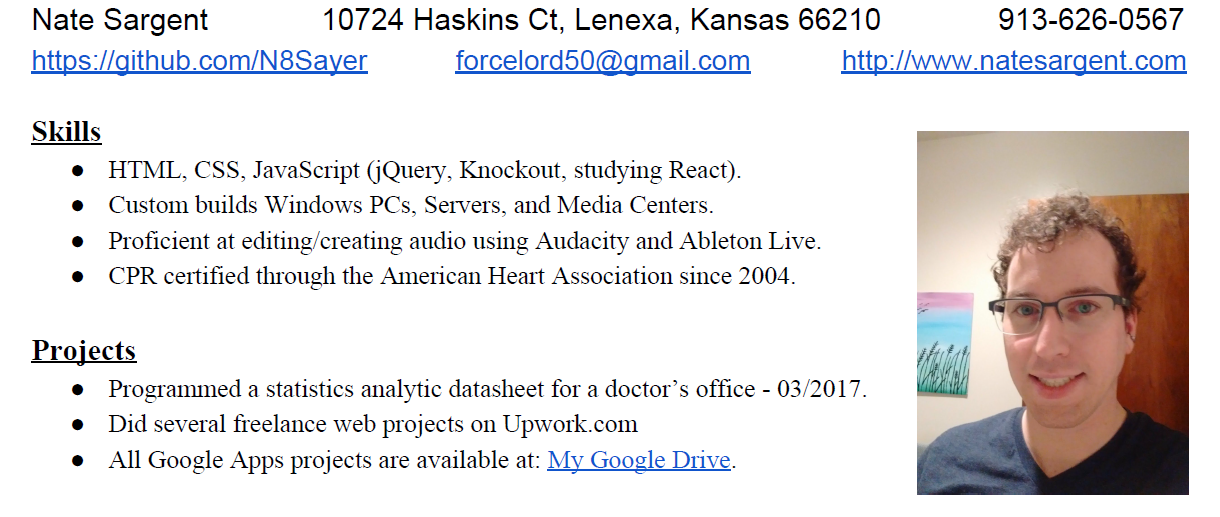 Nate Sargent 10724 Haskins Ct, Lenexa, Kansas 66210 913-626-0567
https://github.com/N8Sayer forcelord50@gmail.com http://www.natesargent.com
Skills
● HTML, CSS, JavaScript (jQuery, Knockout, studying React).
● Custom builds Windows PCs, Servers, and Media Centers.
● Proficient at editing/creating audio using Audacity and Ableton Live.
● CPR certified through the American Heart Association since 2004.
Projects
● Programmed a statistics analytic datasheet for a doctor’s office - 03/2017.
● Did several freelance web projects on Upwork.com
● All Google Apps projects are available at: My Google Drive.